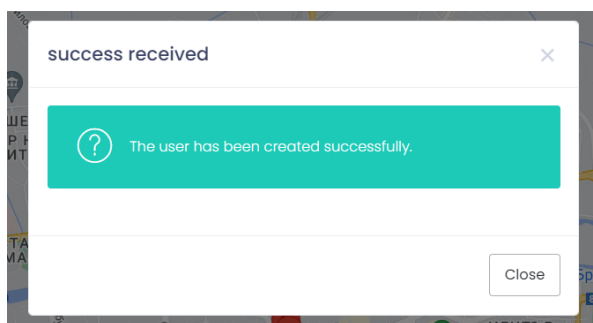 success received
The user has been created successfully.
Close